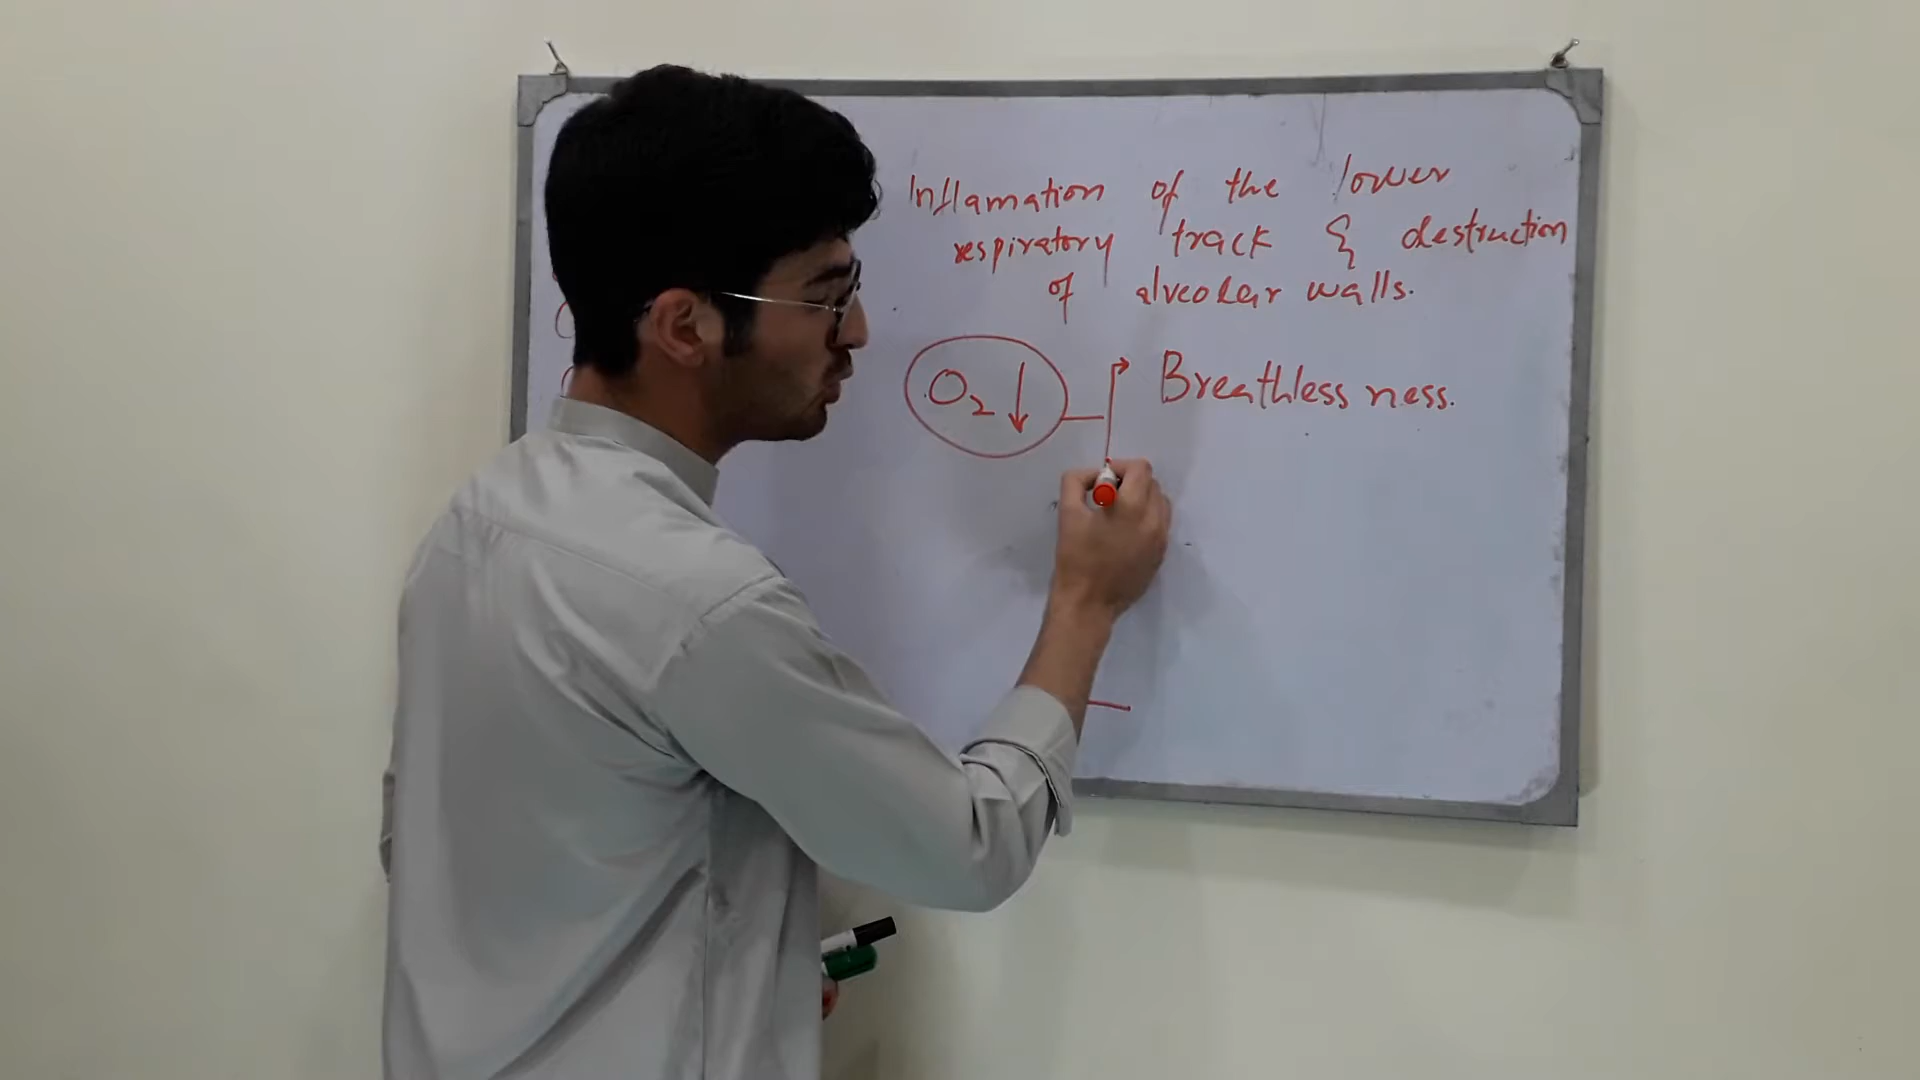 Inflamation of the lower
respiratory track & destruction
of alveolar walls.
O2 ↓
Breathless ness.